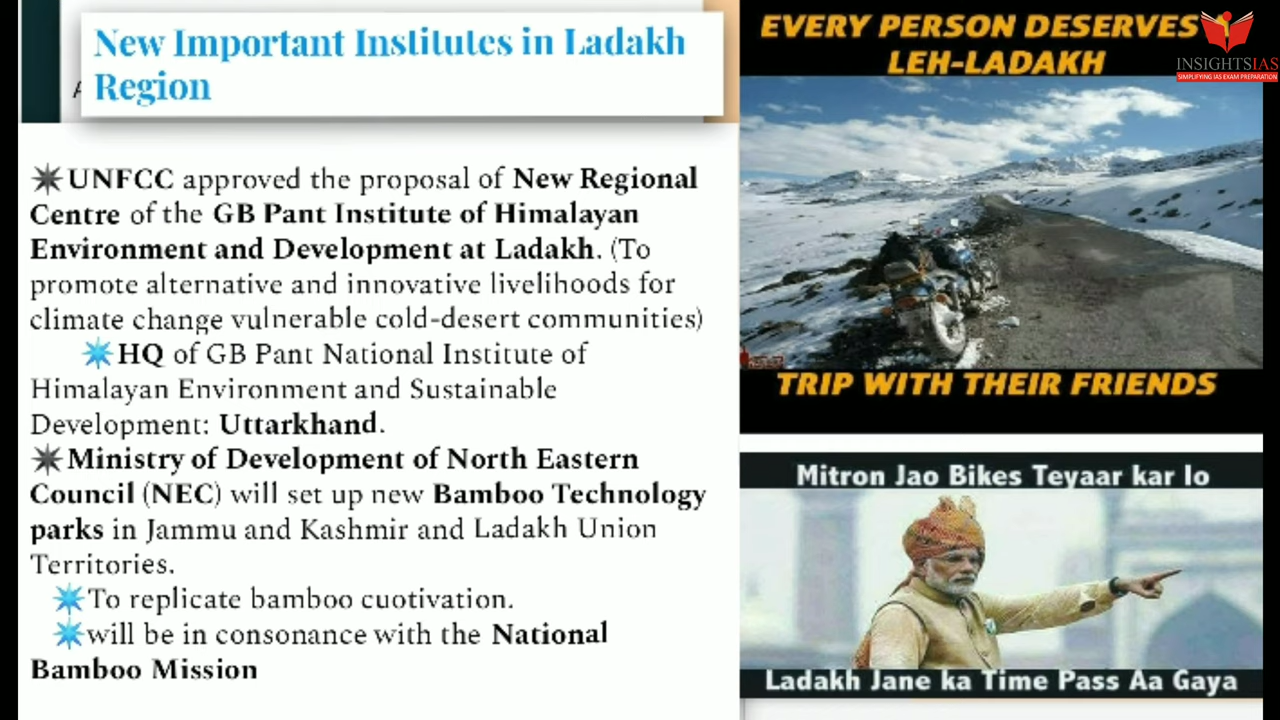 New Important Institutes in Ladakh
Region
UNFCC approved the proposal of New Regional
Centre of the GB Pant Institute of Himalayan
Environment and Development at Ladakh. (To
promote alternative and innovative livelihoods for
climate change vulnerable cold-desert communities)
HQ of GB Pant National Institute of
Himalayan Environment and Sustainable
Development: Uttarkhand.
Ministry of Development of North Eastern
Council (NEC) will set up new Bamboo Technology
parks in Jammu and Kashmir and Ladakh Union
Territories.
To replicate bamboo cuotivation.
will be in consonance with the National
Bamboo Mission
EVERY PERSON DESERVES
LEH-LADAKH
TRIP WITH THEIR FRIENDS
Mitron Jao Bikes Teyaar kar lo
Ladakh Jane ka Time Pass Aa Gaya
INSIGHTSIAS
SIMPLIFYING IAS EXAM PREPARATION